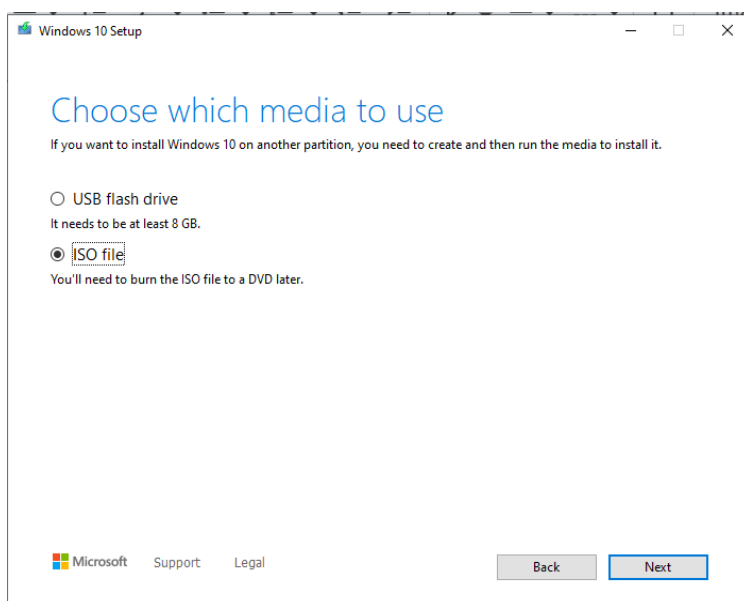 Windows 10 Setup
Choose which media to use
If you want to install Windows 10 on another partition, you need to create and then run the media to install it.
USB flash drive
It needs to be at least 8 GB.
ISO file
You'll need to burn the ISO file to a DVD later.
Microsoft Support Legal Back Next